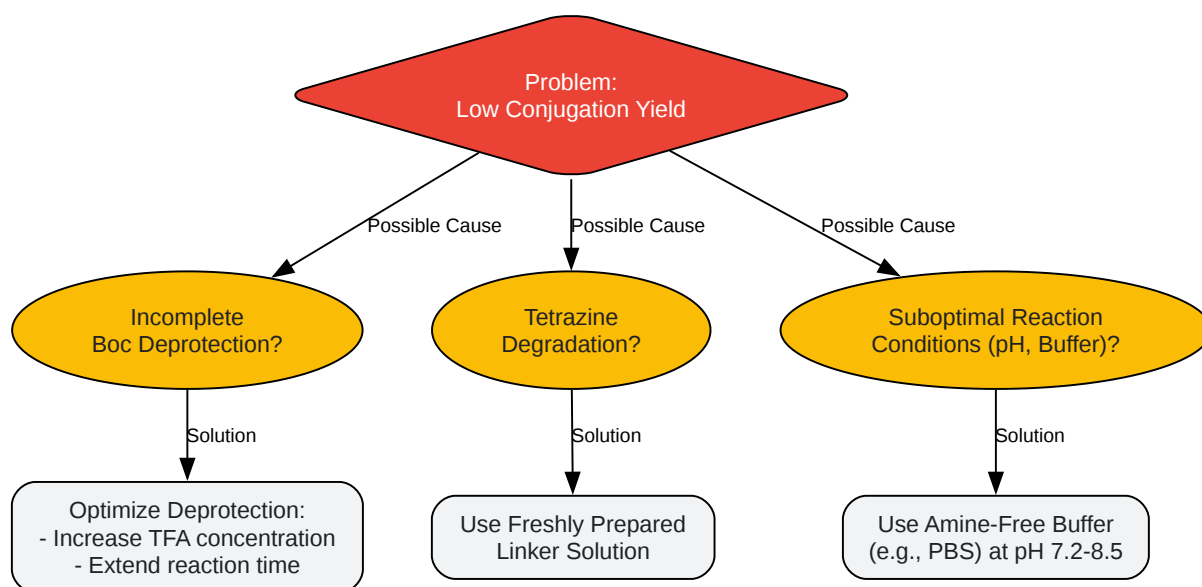 Problem:
Low Conjugation Yield
Possible Cause
Possible Cause
Possible Cause
Incomplete
Boc Deprotection?
Tetrazine
Degradation?
Suboptimal Reaction
Conditions (pH, Buffer)?
Solution
Solution
Solution
Optimize Deprotection:
- Increase TFA concentration
- Extend reaction time
Use Freshly Prepared
Linker Solution
Use Amine-Free Buffer
(e.g., PBS) at pH 7.2-8.5